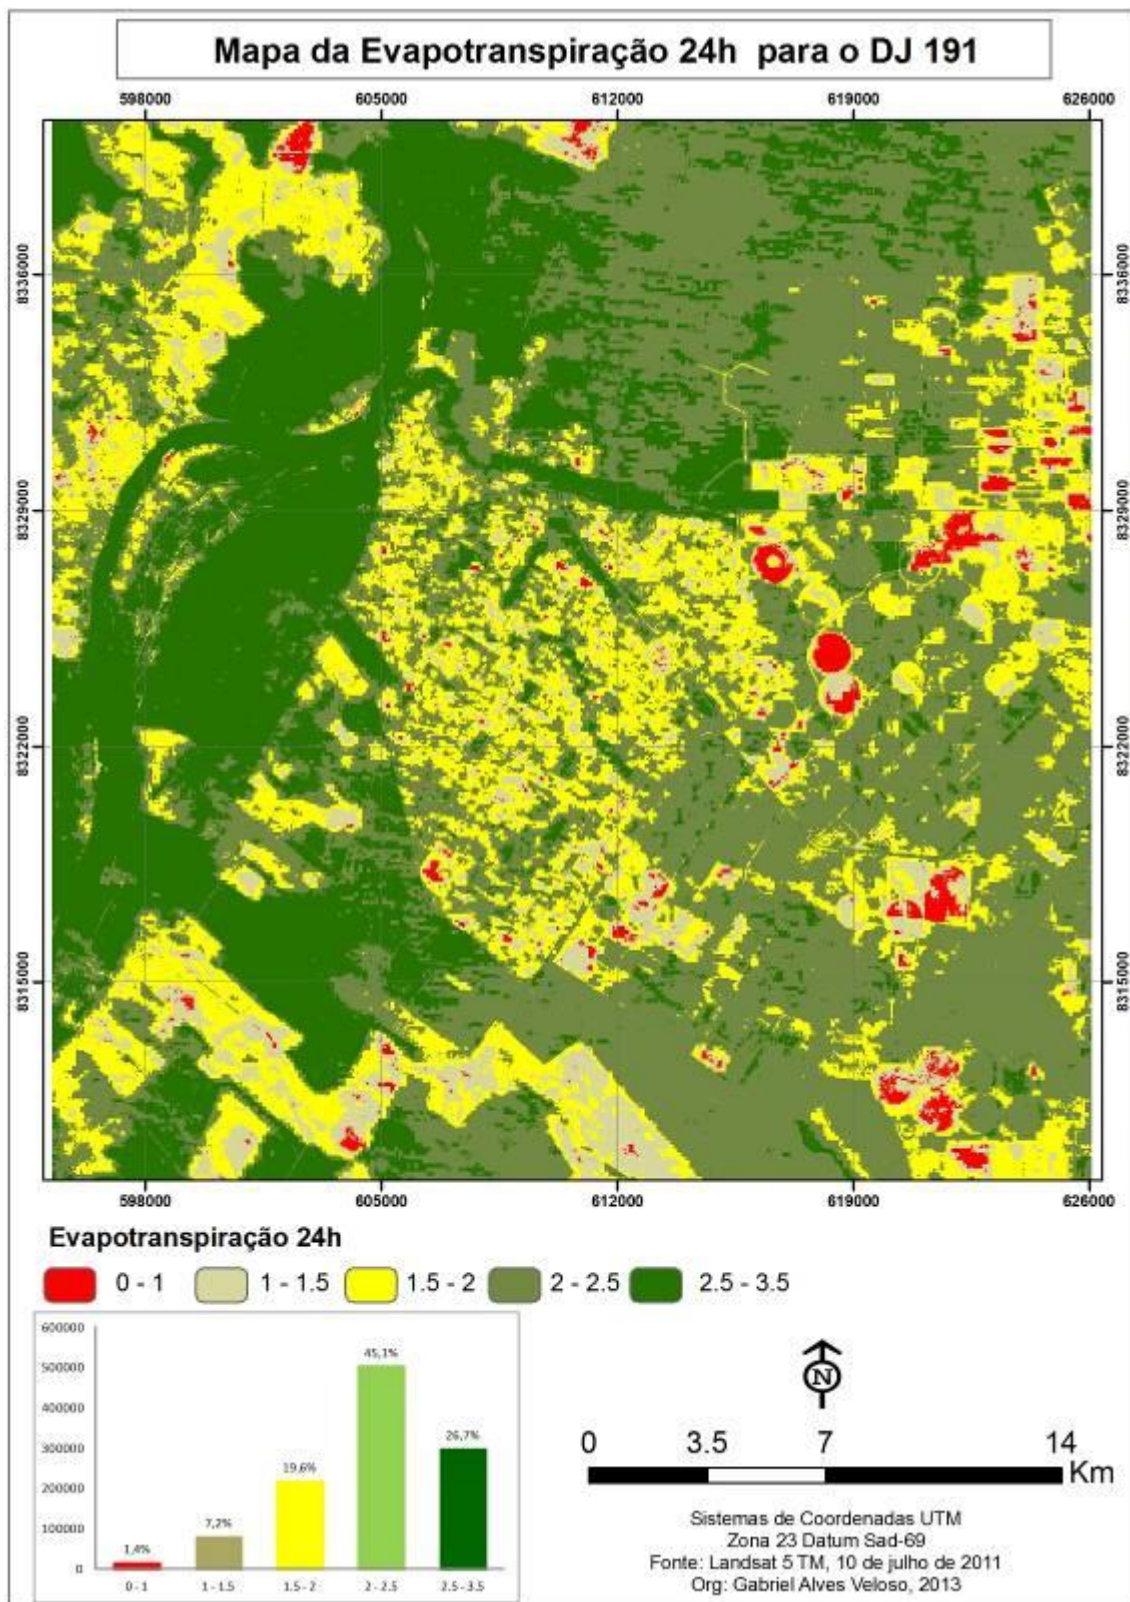 Mapa da Evapotranspiração 24h para o DJ 191
598000 605000 612000 619000 626000
8336000 8336000
8329000 8329000
8322000 8322000
8315000 8315000
598000 605000 612000 619000 626000
Evapotranspiração 24h
0 - 1 1 - 1.5 1.5 - 2 2 - 2.5 2.5 - 3.5
600000
500000
400000
300000
200000
100000
0
1,4%
7,2%
19,6%
45,1%
26,7%
0 - 1 1 - 1.5 1.5 - 2 2 - 2.5 2.5 - 3.5
N
0 3.5 7 14
Km
Sistemas de Coordenadas UTM
Zona 23 Datum Sad-69
Fonte: Landsat 5 TM, 10 de julho de 2011
Org: Gabriel Alves Veloso, 2013